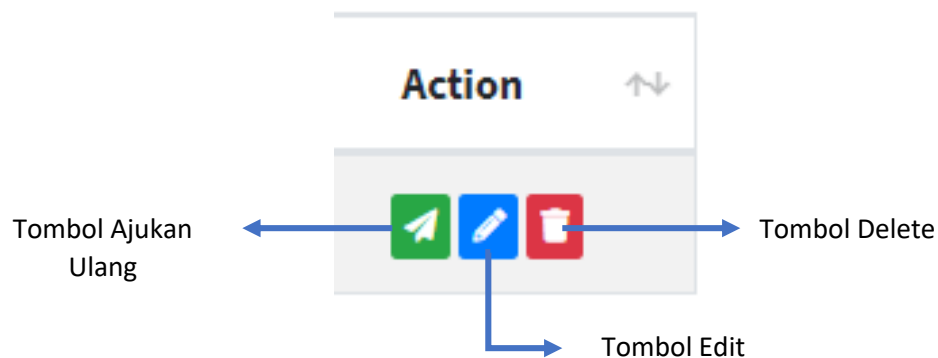 Action
Tombol Ajukan
Ulang
Tombol Delete
Tombol Edit